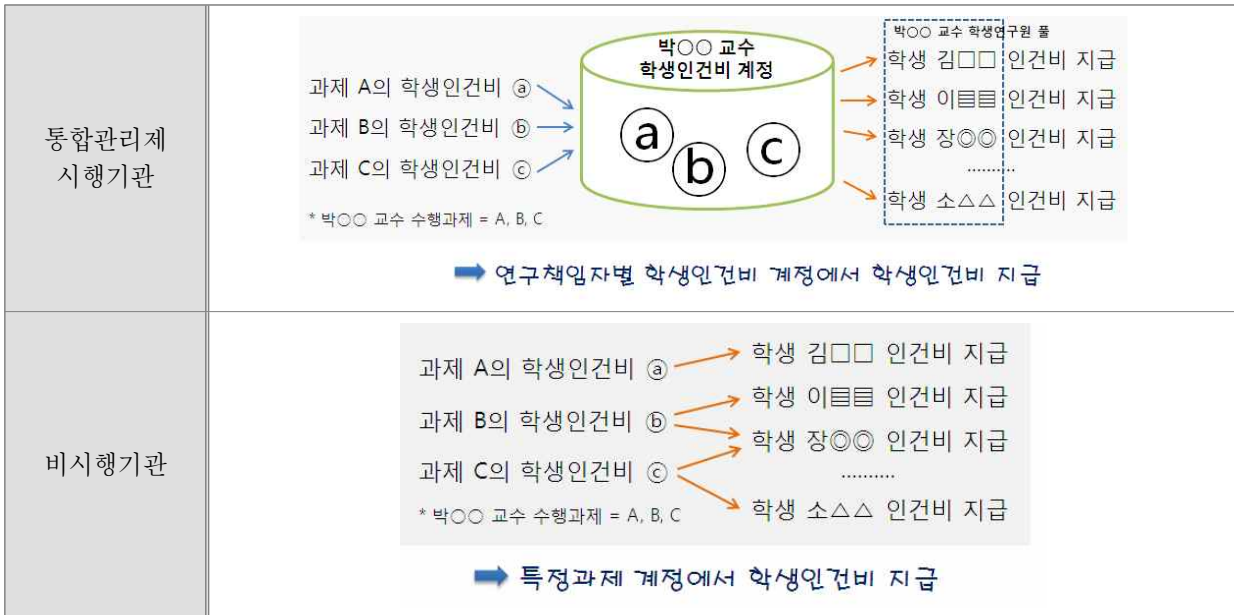 통합관리제
시행기관
과제 A의 학생인건비 ⓐ
과제 B의 학생인건비 ⓑ
과제 C의 학생인건비 ⓒ
* 박○○ 교수 수행과제 = A, B, C
박○○ 교수
학생인건비 계정
ⓐ ⓑ ⓒ
박○○ 교수 학생연구원 풀
학생 김□□ 인건비 지급
학생 이▤▤ 인건비 지급
학생 장◎◎ 인건비 지급
..........
학생 소△△ 인건비 지급
➡ 연구책임자별 학생인건비 계정에서 학생인건비 지급
비시행기관
과제 A의 학생인건비 ⓐ
과제 B의 학생인건비 ⓑ
과제 C의 학생인건비 ⓒ
* 박○○ 교수 수행과제 = A, B, C
학생 김□□ 인건비 지급
학생 이▤▤ 인건비 지급
학생 장◎◎ 인건비 지급
..........
학생 소△△ 인건비 지급
➡ 특정과제 계정에서 학생인건비 지급